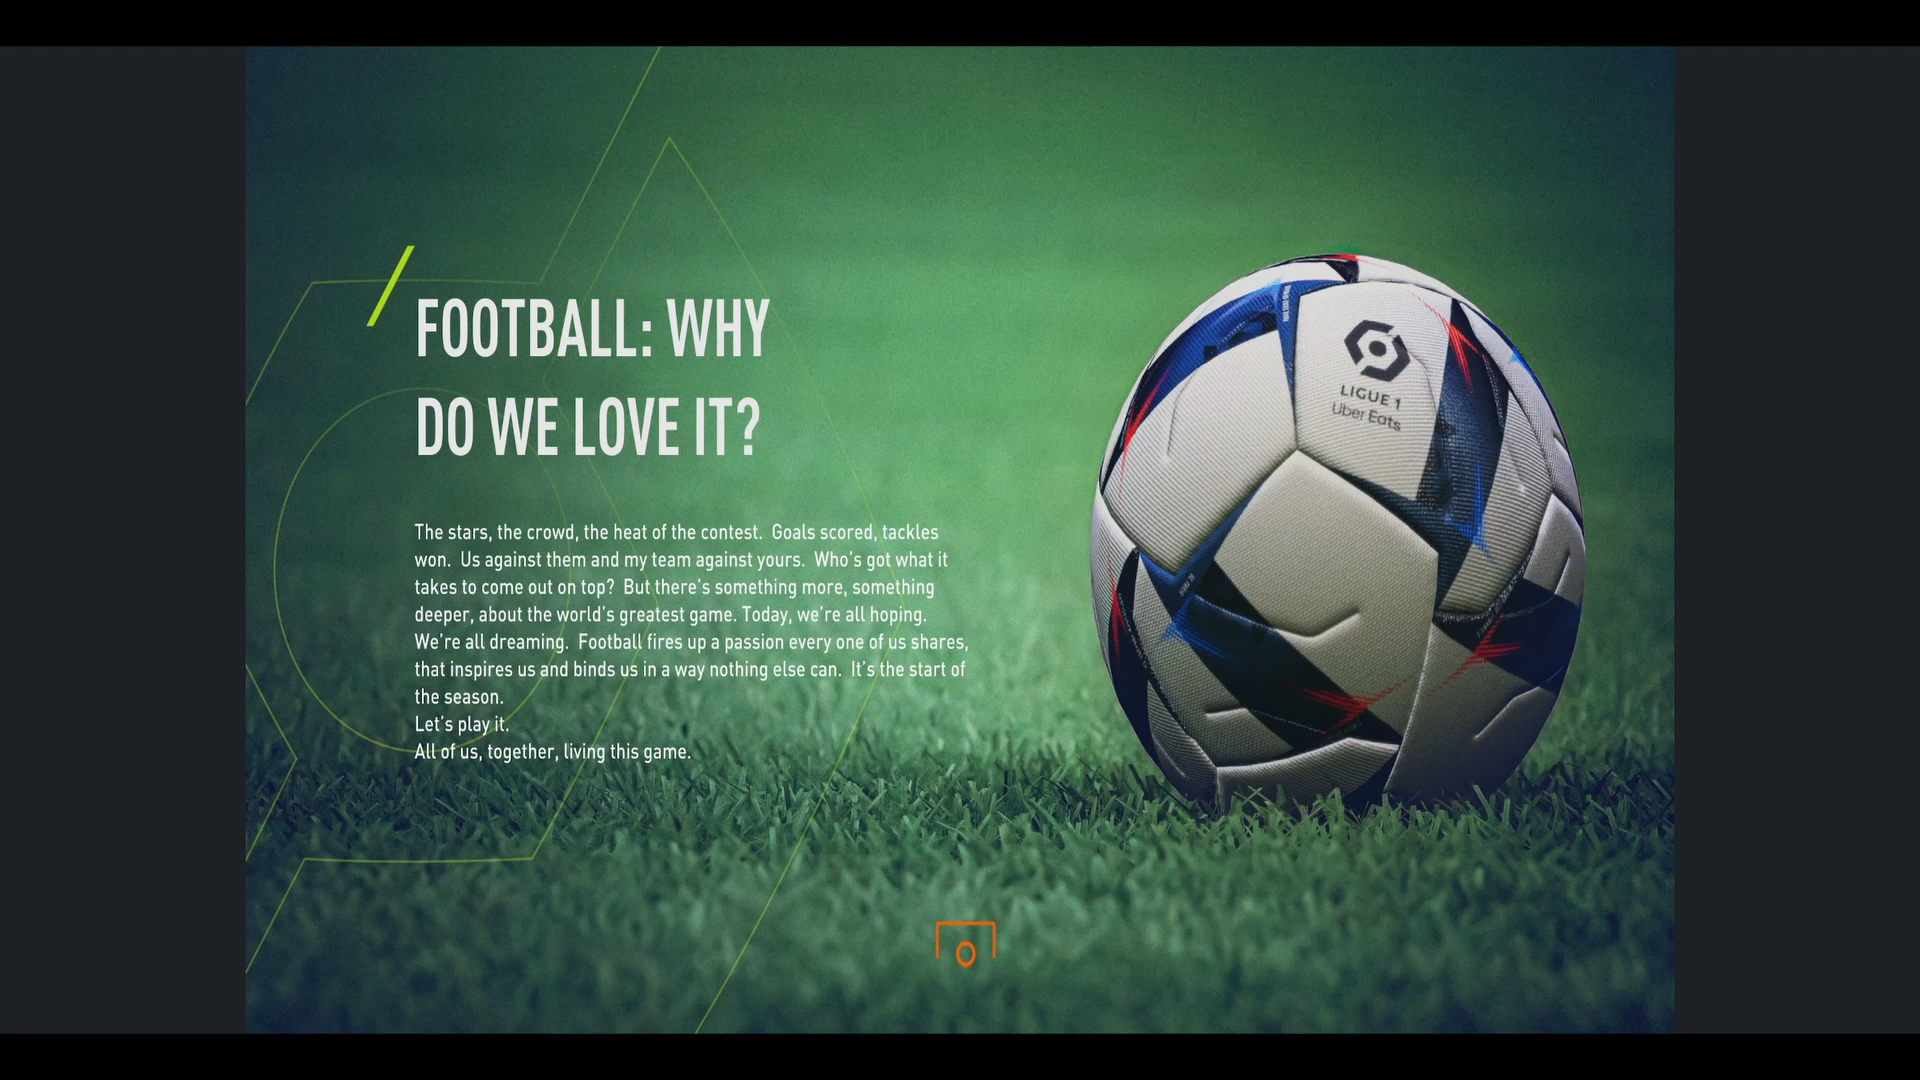 FOOTBALL: WHY
DO WE LOVE IT?
The stars, the crowd, the heat of the contest.  Goals scored, tackles
won.  Us against them and my team against yours.  Who's got what it
takes to come out on top?  But there's something more, something
deeper, about the world's greatest game. Today, we're all hoping.
We're all dreaming.  Football fires up a passion every one of us shares,
that inspires us and binds us in a way nothing else can.  It's the start of
the season.
Let's play it.
All of us, together, living this game.
LIGUE 1
Uber Eats